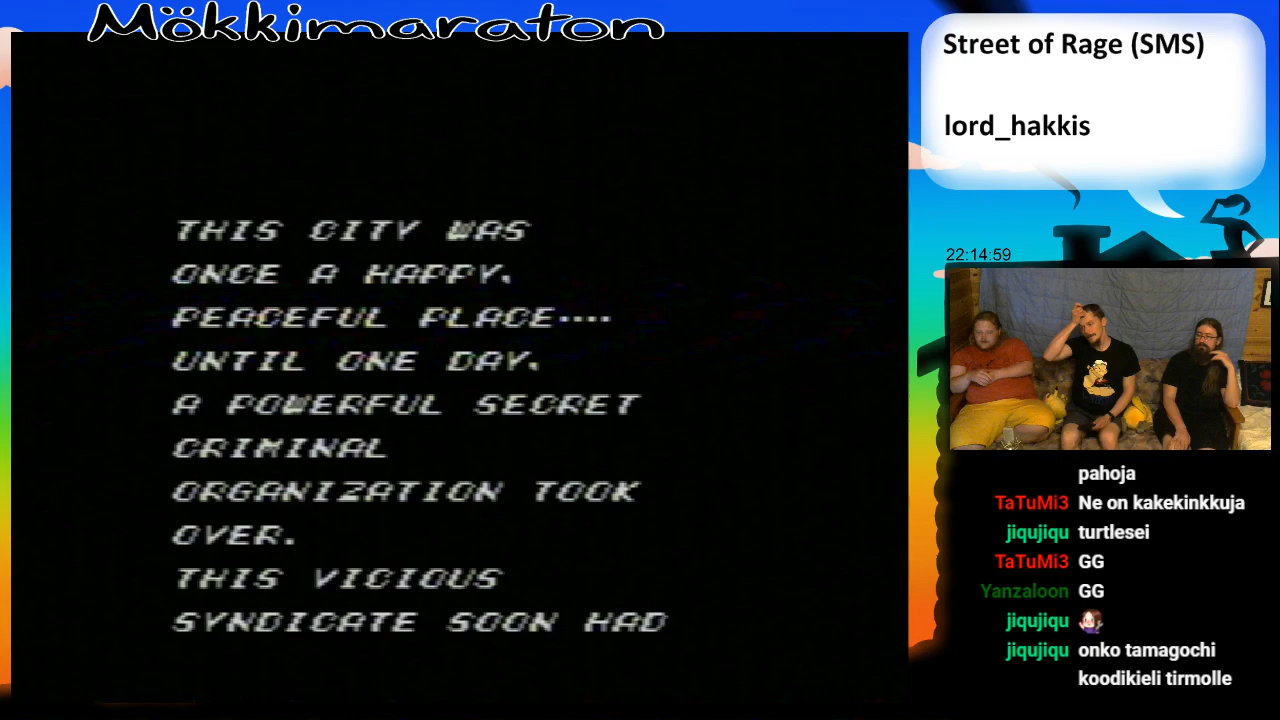 Mökkimaraton
Street of Rage (SMS)
lord_hakkis
THIS CITY WAS
ONCE A HAPPY,
PEACEFUL PLACE····
UNTIL ONE DAY,
A POWERFUL SECRET
CRIMINAL
ORGANIZATION TOOK
OVER.
THIS VICIOUS
SYNDICATE SOON HAD
22:14:59
pahoja
TaTuMi3 Ne on kakekinkkuja
jiqujiqu turtlesei
TaTuMi3 GG
Yanzaloon GG
jiqujiqu
jiqujiqu onko tamagochi
koodikieli tirmolle